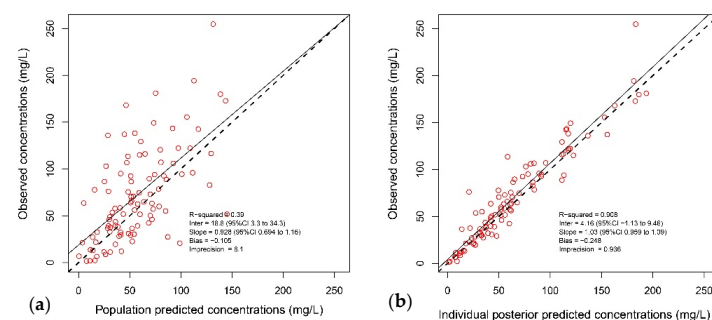 Observed concentrations (mg/L)
250
200
150
100
50
0
R-squared = 0.39
Inter = 18.8 (95%CI 3.3 to 34.3)
Slope = 0.928 (95%CI 0.694 to 1.16)
Bias = -0.105
Imprecision = 8.1
0 50 100 150 200 250
(a)
Population predicted concentrations (mg/L)
Observed concentrations (mg/L)
250
200
150
100
50
0
R-squared = 0.908
Inter = 4.16 (95%CI -1.13 to 9.46)
Slope = 1.03 (95%CI 0.959 to 1.09)
Bias = -0.248
Imprecision = 0.936
0 50 100 150 200 250
(b)
Individual posterior predicted concentrations (mg/L)